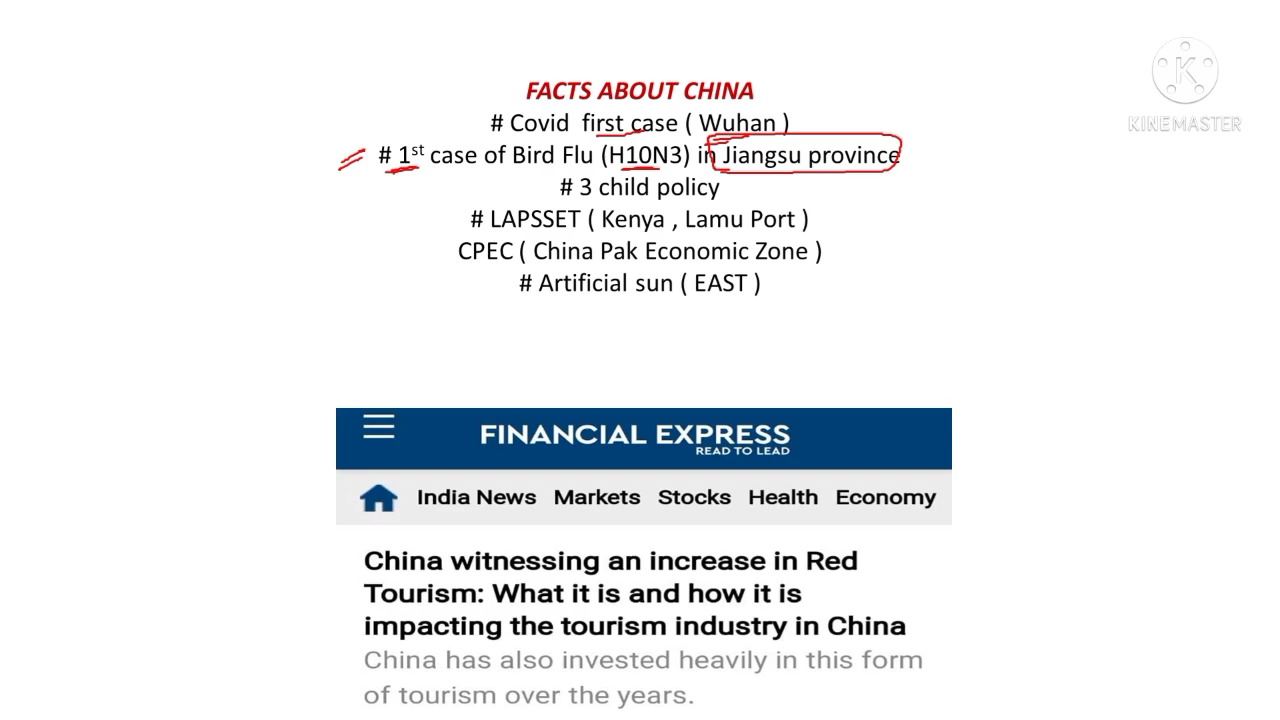 FACTS ABOUT CHINA
# Covid first case ( Wuhan )
# 1st case of Bird Flu (H10N3) in Jiangsu province
# 3 child policy
# LAPSSET ( Kenya , Lamu Port )
CPEC ( China Pak Economic Zone )
# Artificial sun ( EAST )
K
KINEMASTER
FINANCIAL EXPRESS
READ TO LEAD
India News Markets Stocks Health Economy
China witnessing an increase in Red
Tourism: What it is and how it is
impacting the tourism industry in China
China has also invested heavily in this form
of tourism over the years.